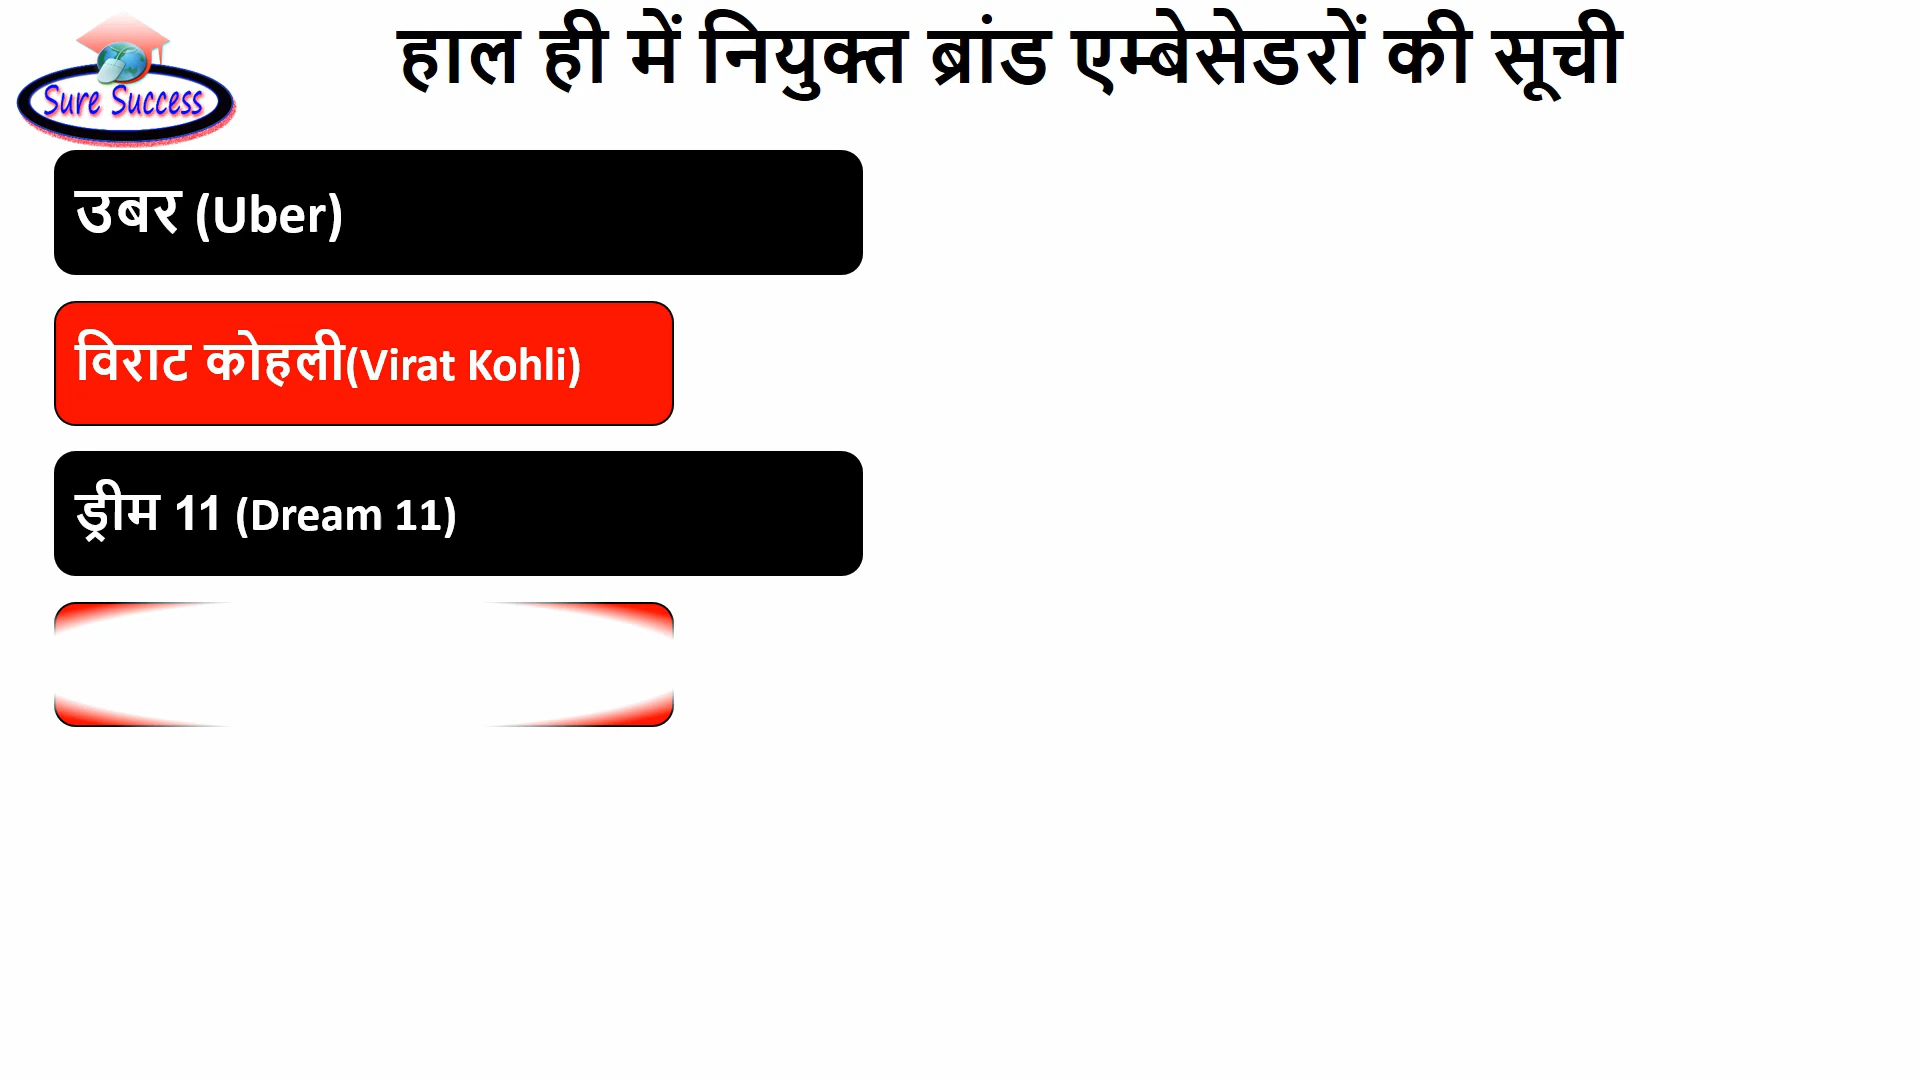 Sure Success
हाल ही में नियुक्त ब्रांड एम्बेसेडरों की सूची
उबर (Uber)
विराट कोहली(Virat Kohli)
ड्रीम 11 (Dream 11)